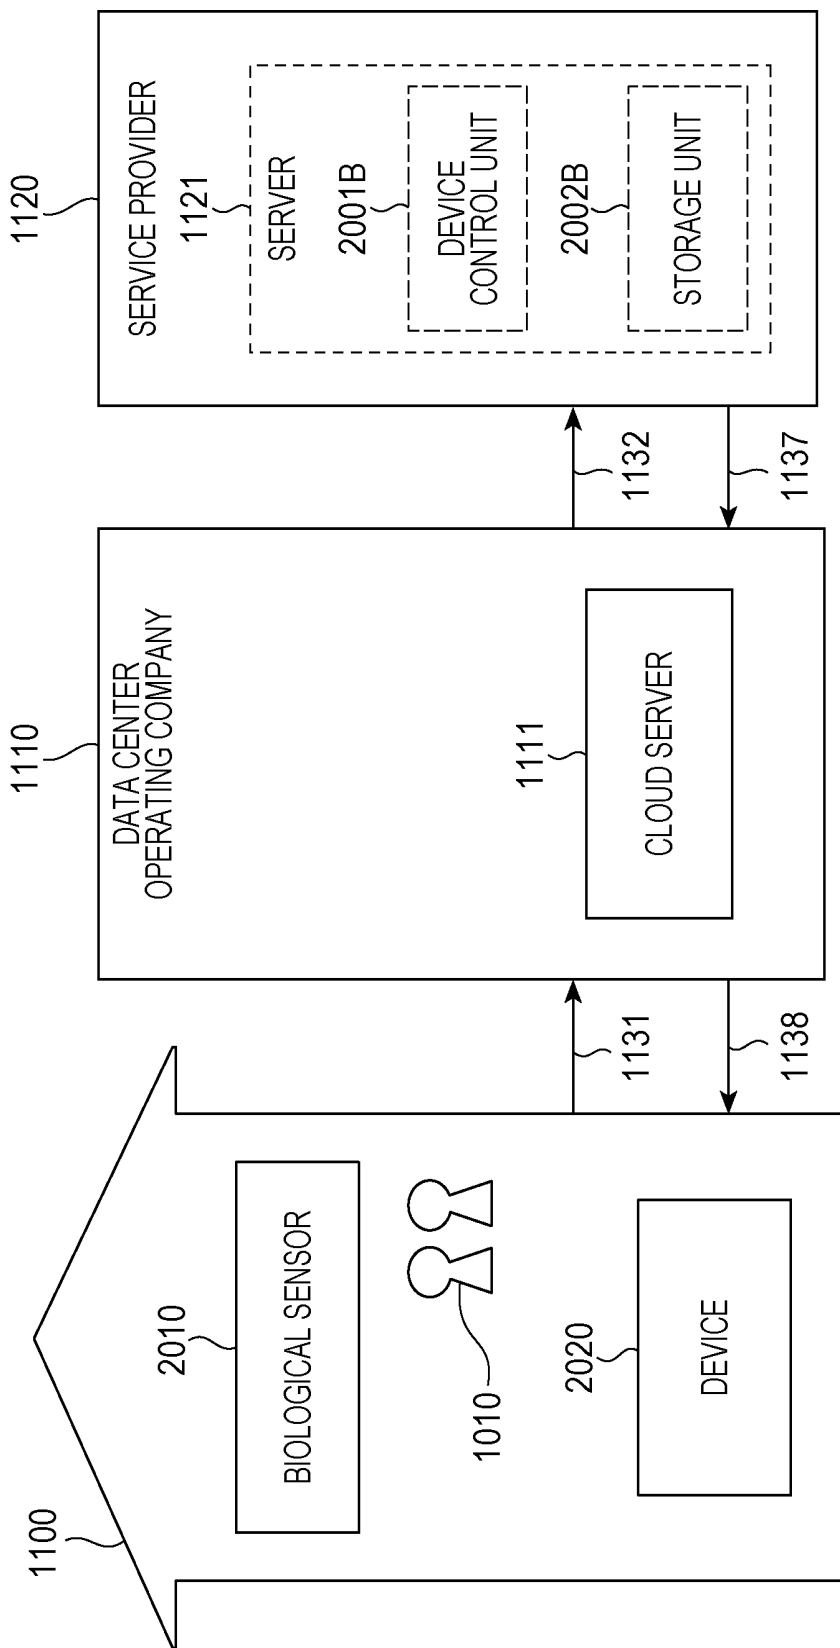 1100
2010
BIOLOGICAL SENSOR
1010
2020
DEVICE
1131
1138
1110
DATA CENTER
OPERATING COMPANY
1111
CLOUD SERVER
1132
1137
1120
SERVICE PROVIDER
1121
SERVER
2001B
DEVICE
CONTROL UNIT
2002B
STORAGE UNIT